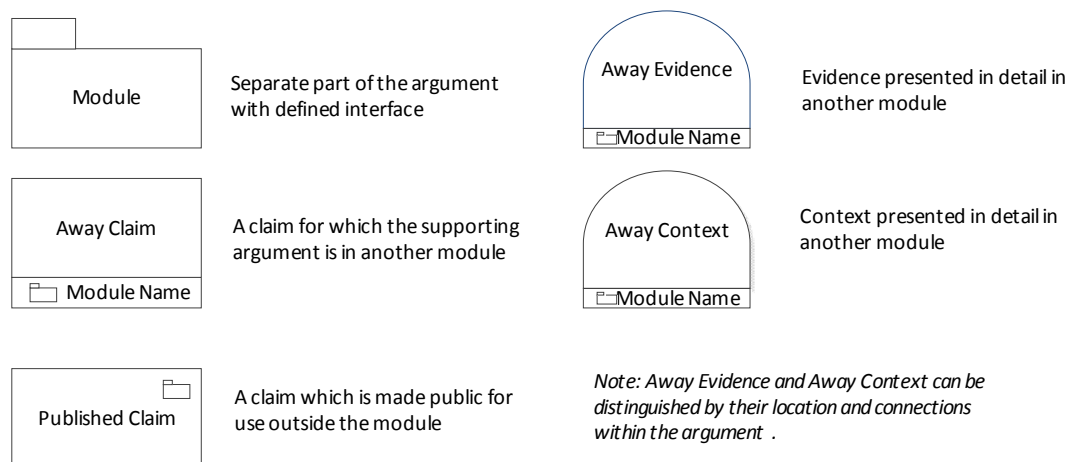 Module
Separate part of the argument
with defined interface
Away Claim
Module Name
A claim for which the supporting
argument is in another module
Published Claim
A claim which is made public for
use outside the module
Away Evidence
Module Name
Evidence presented in detail in
another module
Away Context
Module Name
Context presented in detail in
another module
Note: Away Evidence and Away Context can be
distinguished by their location and connections
within the argument .